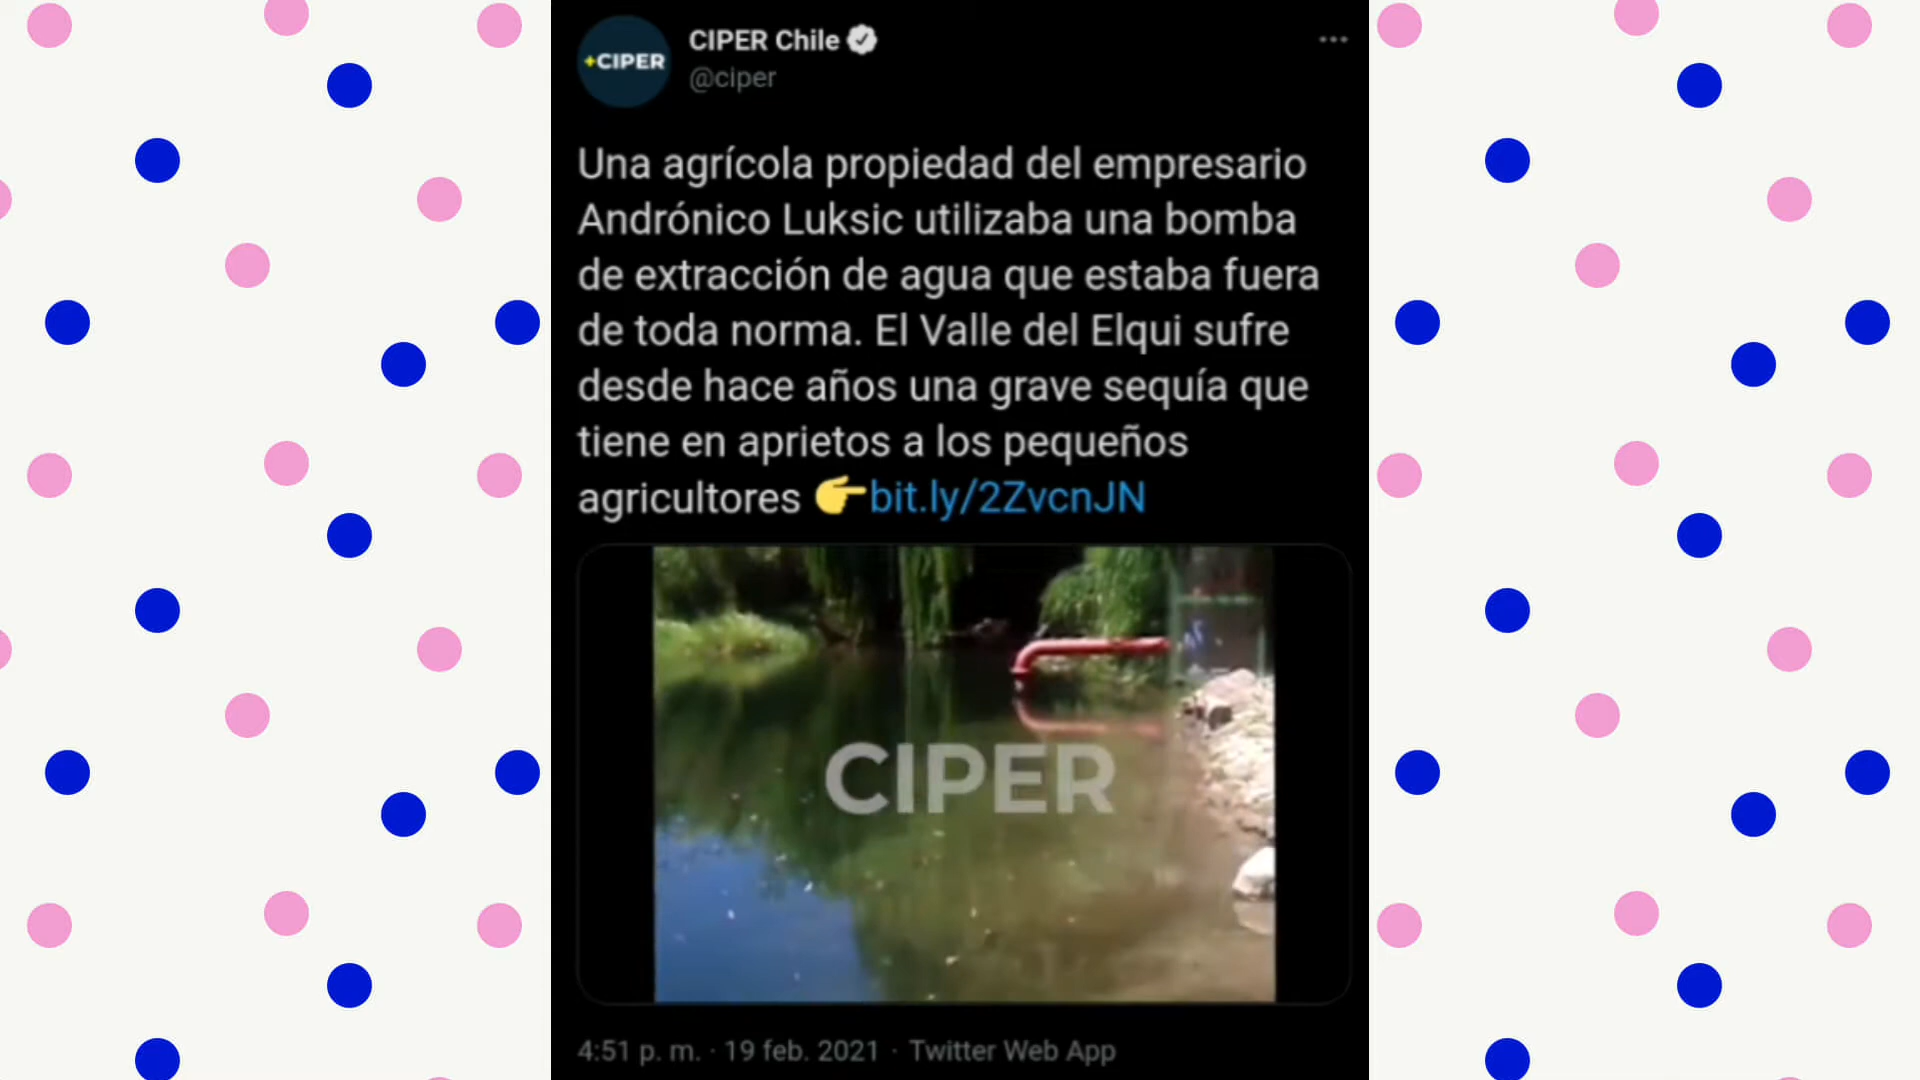 +CIPER
CIPER Chile
@ciper
Una agrícola propiedad del empresario
Andrónico Luksic utilizaba una bomba
de extracción de agua que estaba fuera
de toda norma. El Valle del Elqui sufre
desde hace años una grave sequía que
tiene en aprietos a los pequeños
agricultores 👉bit.ly/2ZvcnJN
CIPER
4:51 p. m. · 19 feb. 2021 · Twitter Web App